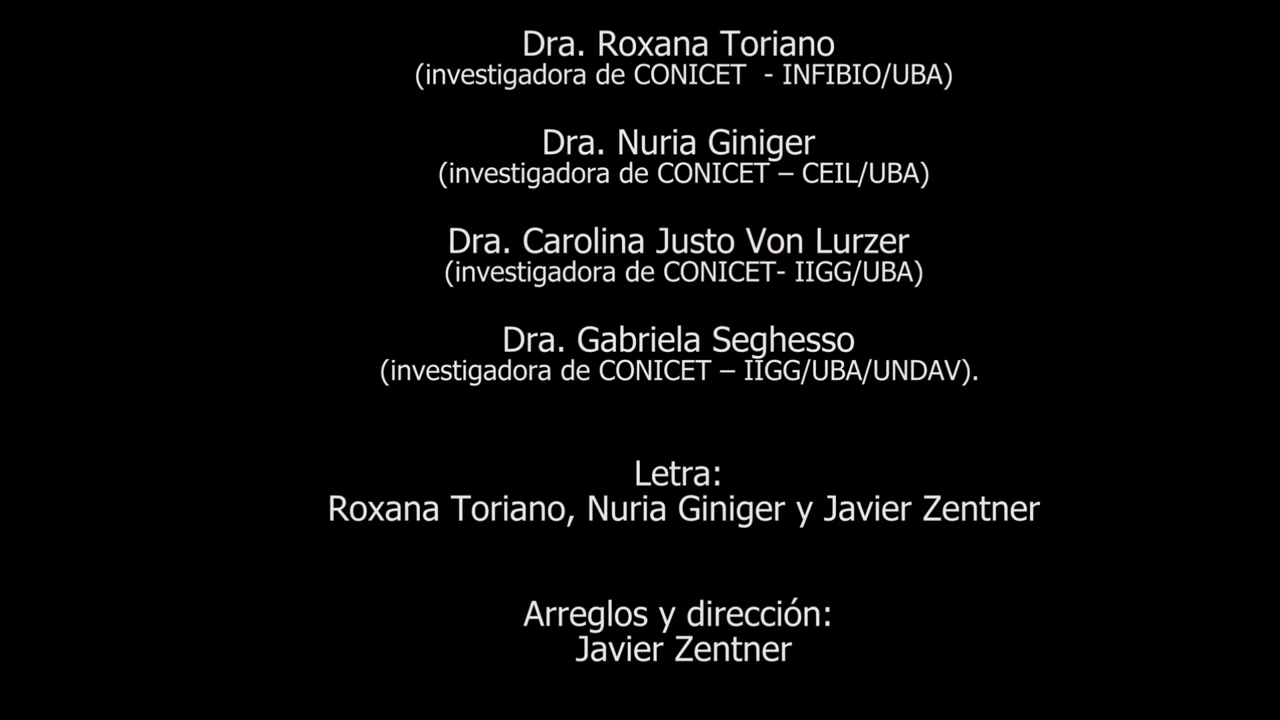 Dra. Roxana Toriano
(investigadora de CONICET  - INFIBIO/UBA)
Dra. Nuria Giniger
(investigadora de CONICET – CEIL/UBA)
Dra. Carolina Justo Von Lurzer
(investigadora de CONICET- IIGG/UBA)
Dra. Gabriela Seghesso
(investigadora de CONICET – IIGG/UBA/UNDAV).
Letra:
Roxana Toriano, Nuria Giniger y Javier Zentner
Arreglos y dirección:
Javier Zentner